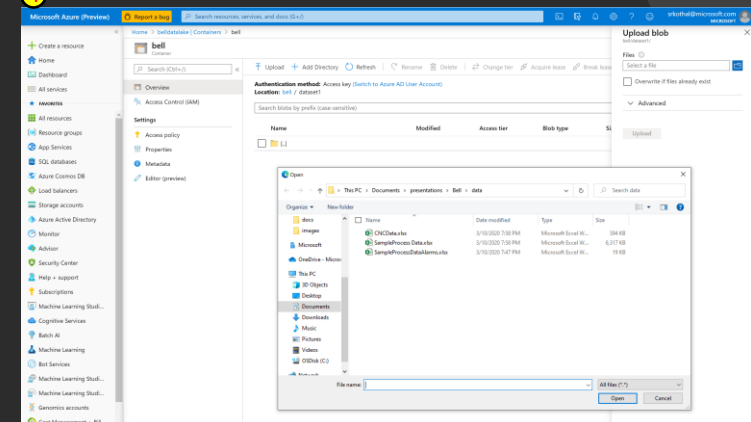 Microsoft Azure (Preview)
Report a bug
Search resources, services, and docs (G+/)
srkothal@microsoft.com
MICROSOFT
Create a resource
Home
Dashboard
All services
FAVORITES
All resources
Resource groups
App Services
SQL databases
Azure Cosmos DB
Load balancers
Storage accounts
Azure Active Directory
Monitor
Advisor
Security Center
Help + support
Subscriptions
Machine Learning Studi...
Cognitive Services
Batch AI
Machine Learning
Bot Services
Machine Learning Studi...
Machine Learning Studi...
Genomics accounts
Home > belldatalake | Containers > bell
bell
Container
Search (Ctrl+/)
Overview
Access Control (IAM)
Settings
Access policy
Properties
Metadata
Editor (preview)
Upload
Add Directory
Refresh
Rename
Delete
Change tier
Acquire lease
Break lease
Authentication method: Access key (Switch to Azure AD User Account)
Location: bell / dataset1
Search blobs by prefix (case-sensitive)
Name Modified Access tier Blob type
[..]
Upload blob
bell/dataset1/
Files
Select a file
Overwrite if files already exist
Advanced
Upload
Open
This PC > Documents > presentations > Bell > data
Search data
Organize
New folder
docs
images
Microsoft
OneDrive - Micros
This PC
3D Objects
Desktop
Documents
Downloads
Music
Pictures
Videos
OSDisk (C:)
Network
Name Date modified Type Size
CNCData.xlsx 3/10/2020 7:30 PM Microsoft Excel W... 394 KB
SampleProcess Data.xlsx 3/10/2020 7:38 PM Microsoft Excel W... 6,317 KB
SampleProcessDataAlarms.xlsx 3/10/2020 7:47 PM Microsoft Excel W... 19 KB
File name:
All files (*.*)
Open
Cancel